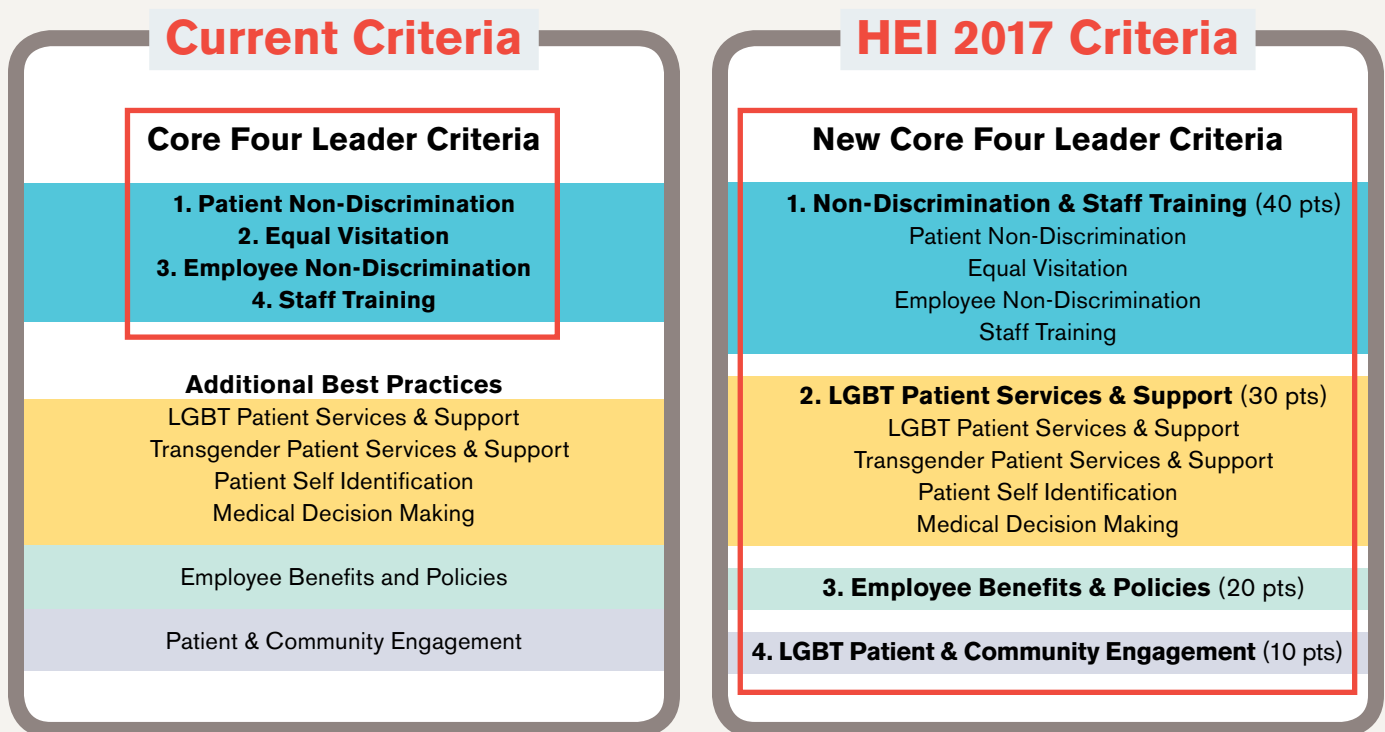 Current Criteria
Core Four Leader Criteria
1. Patient Non-Discrimination
2. Equal Visitation
3. Employee Non-Discrimination
4. Staff Training
Additional Best Practices
LGBT Patient Services & Support
Transgender Patient Services & Support
Patient Self Identification
Medical Decision Making
Employee Benefits and Policies
Patient & Community Engagement
HEI 2017 Criteria
New Core Four Leader Criteria
1. Non-Discrimination & Staff Training (40 pts)
Patient Non-Discrimination
Equal Visitation
Employee Non-Discrimination
Staff Training
2. LGBT Patient Services & Support (30 pts)
LGBT Patient Services & Support
Transgender Patient Services & Support
Patient Self Identification
Medical Decision Making
3. Employee Benefits & Policies (20 pts)
4. LGBT Patient & Community Engagement (10 pts)